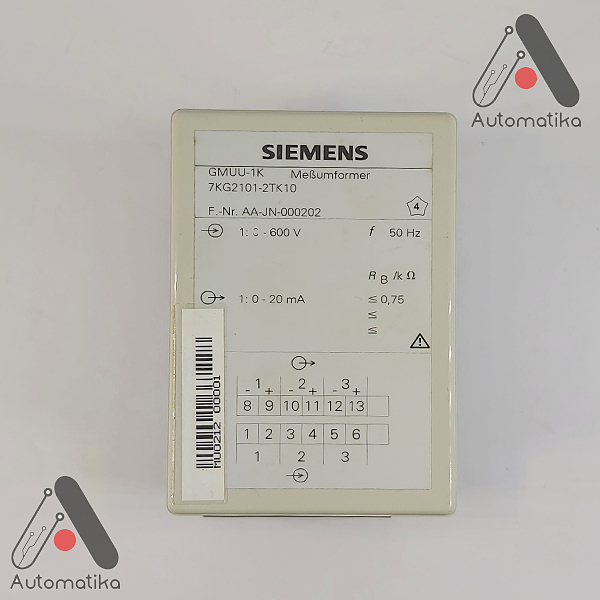 Automatika
SIEMENS
GMUU-1K Meßumformer
7KG2101-2TK10
4
F.-Nr. AA-JN-000202
1: - 600 V f 50 Hz
R B /k Ω
1: 0 - 20 mA ≤ 0,75
≤
≤
1 2 3
- + - + - +
8 9 10 11 12 13
1 2 3 4 5 6
1 2 3
MU0212 00001
Automatika